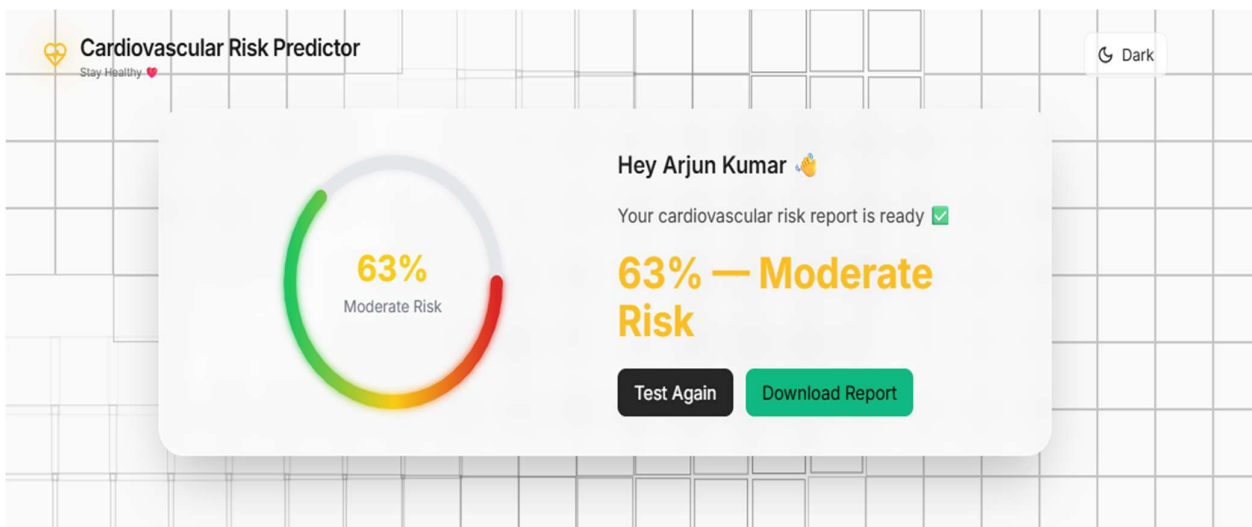 Cardiovascular Risk Predictor
Stay Healthy ❤️
Dark
63%
Moderate Risk
Hey Arjun Kumar 👋
Your cardiovascular risk report is ready ✅
63% — Moderate
Risk
Test Again
Download Report